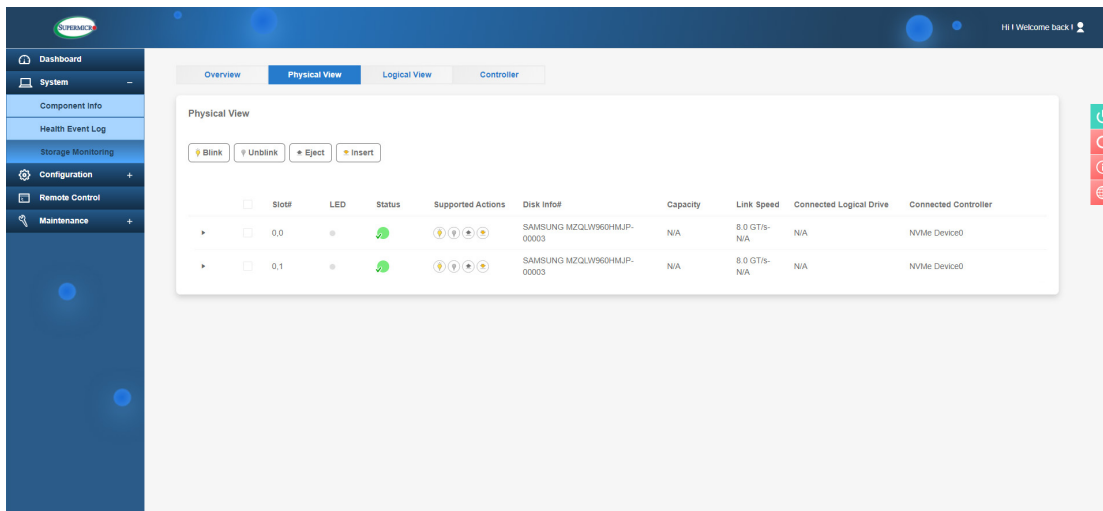 SUPERMICRO
Hi ! Welcome back !
Dashboard
System −
Component Info
Health Event Log
Storage Monitoring
Configuration +
Remote Control
Maintenance +
Overview Physical View Logical View Controller
Physical View
Blink Unblink Eject Insert
Slot# LED Status Supported Actions Disk Info# Capacity Link Speed Connected Logical Drive Connected Controller
0,0 SAMSUNG MZQLW960HMJP-00003 N/A 8.0 GT/s-N/A N/A NVMe Device0
0,1 SAMSUNG MZQLW960HMJP-00003 N/A 8.0 GT/s-N/A N/A NVMe Device0